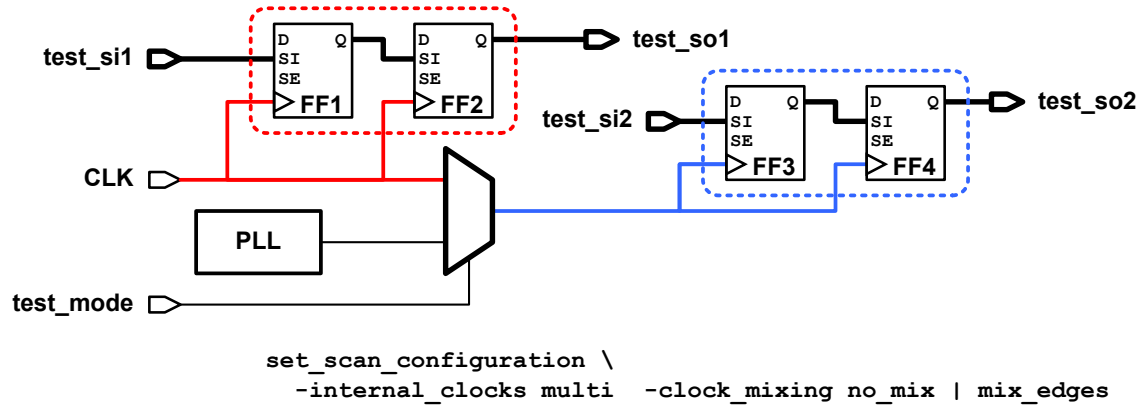 test_si1
D Q
SI
SE
FF1
D Q
SI
SE
FF2
test_so1
test_si2
D Q
SI
SE
FF3
D Q
SI
SE
FF4
test_so2
CLK
PLL
test_mode
set_scan_configuration \
-internal_clocks multi -clock_mixing no_mix | mix_edges